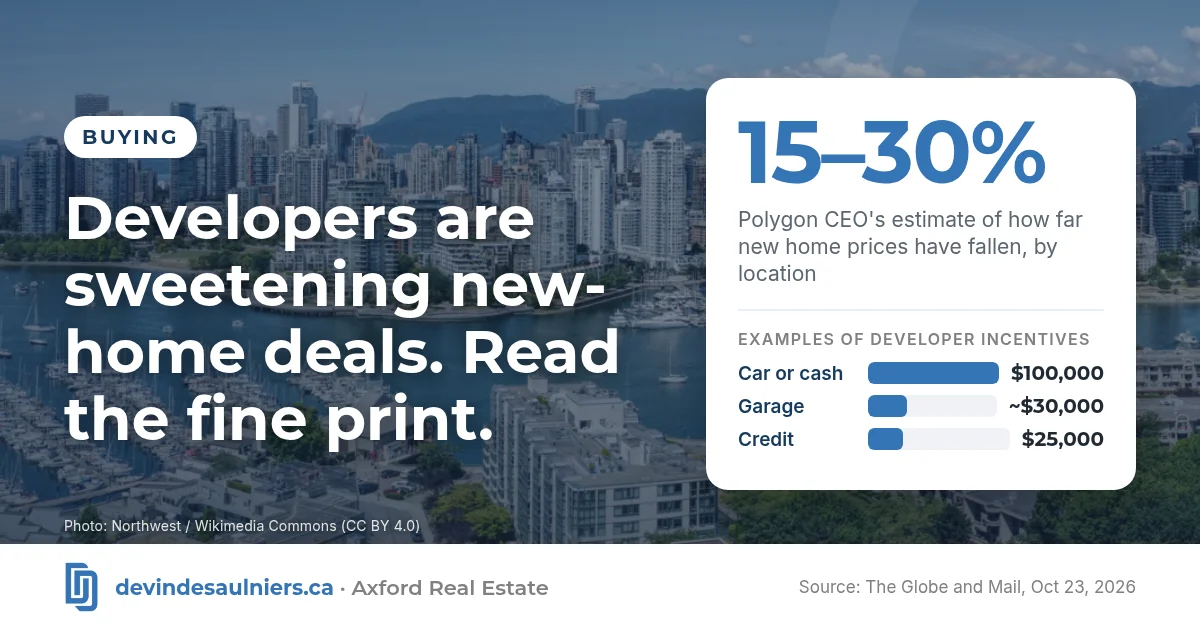 BUYING
Developers are
sweetening new-
home deals. Read
the fine print.
Photo: Northwest / Wikimedia Commons (CC BY 4.0)
15–30%
Polygon CEO's estimate of how far
new home prices have fallen, by
location
EXAMPLES OF DEVELOPER INCENTIVES
Car or cash $100,000
Garage ~$30,000
Credit $25,000
devindesaulniers.ca · Axford Real Estate
Source: The Globe and Mail, Oct 23, 2026